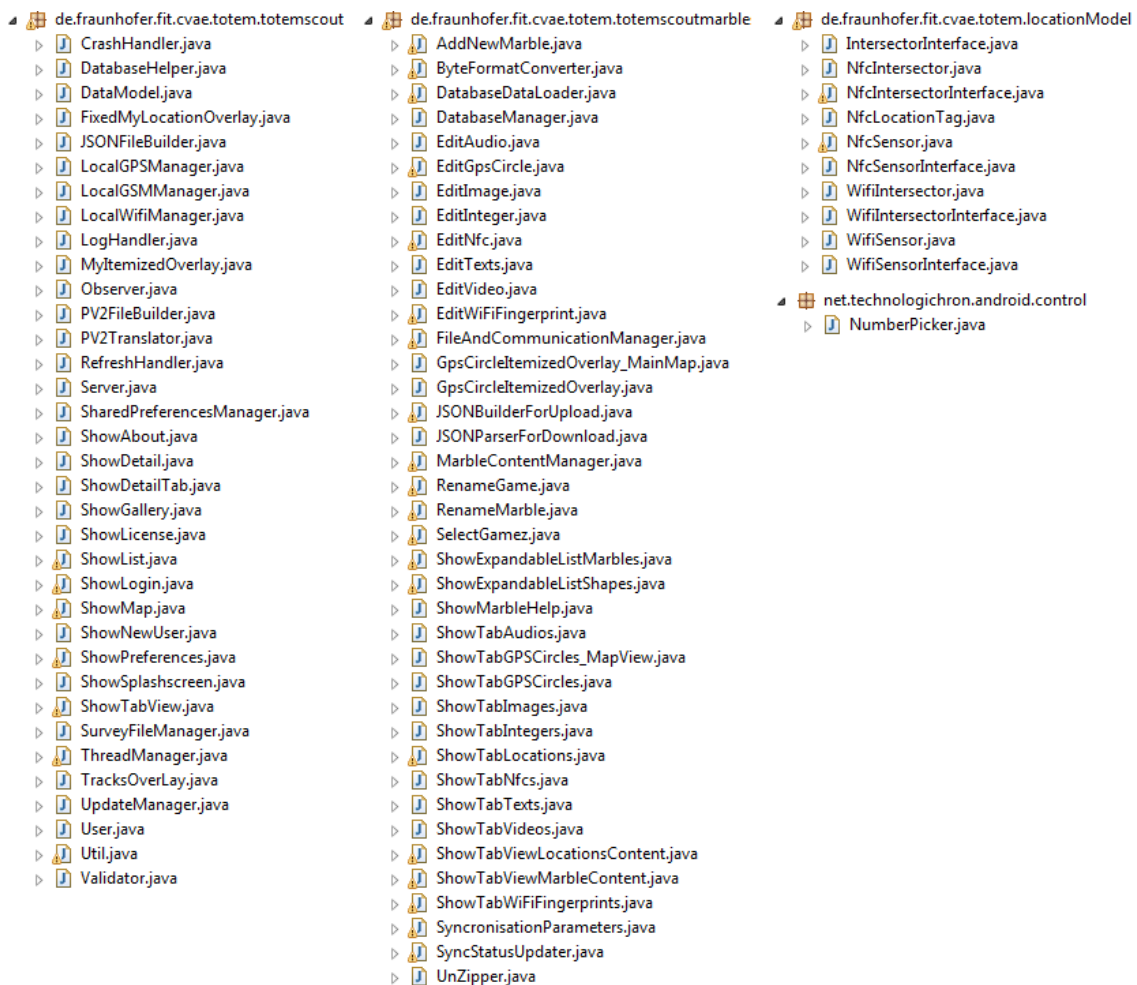 de.fraunhofer.fit.cvae.totem.totemscout
CrashHandler.java
DatabaseHelper.java
DataModel.java
FixedMyLocationOverlay.java
JSONFileBuilder.java
LocalGPSManager.java
LocalGSMManager.java
LocalWifiManager.java
LogHandler.java
MyItemizedOverlay.java
Observer.java
PV2FileBuilder.java
PV2Translator.java
RefreshHandler.java
Server.java
SharedPreferencesManager.java
ShowAbout.java
ShowDetail.java
ShowDetailTab.java
ShowGallery.java
ShowLicense.java
ShowList.java
ShowLogin.java
ShowMap.java
ShowNewUser.java
ShowPreferences.java
ShowSplashscreen.java
ShowTabView.java
SurveyFileManager.java
ThreadManager.java
TracksOverLay.java
UpdateManager.java
User.java
Util.java
Validator.java
de.fraunhofer.fit.cvae.totem.totemscoutmarble
AddNewMarble.java
ByteFormatConverter.java
DatabaseDataLoader.java
DatabaseManager.java
EditAudio.java
EditGpsCircle.java
EditImage.java
EditInteger.java
EditNfc.java
EditTexts.java
EditVideo.java
EditWiFiFingerprint.java
FileAndCommunicationManager.java
GpsCircleItemizedOverlay_MainMap.java
GpsCircleItemizedOverlay.java
JSONBuilderForUpload.java
JSONParserForDownload.java
MarbleContentManager.java
RenameGame.java
RenameMarble.java
SelectGamez.java
ShowExpandableListMarbles.java
ShowExpandableListShapes.java
ShowMarbleHelp.java
ShowTabAudios.java
ShowTabGPSCircles_MapView.java
ShowTabGPSCircles.java
ShowTabImages.java
ShowTabIntegers.java
ShowTabLocations.java
ShowTabNfcs.java
ShowTabTexts.java
ShowTabVideos.java
ShowTabViewLocationsContent.java
ShowTabViewMarbleContent.java
ShowTabWiFiFingerprints.java
SyncronisationParameters.java
SyncStatusUpdater.java
UnZipper.java
de.fraunhofer.fit.cvae.totem.locationModel
IntersectorInterface.java
NfcIntersector.java
NfcIntersectorInterface.java
NfcLocationTag.java
NfcSensor.java
NfcSensorInterface.java
WifiIntersector.java
WifiIntersectorInterface.java
WifiSensor.java
WifiSensorInterface.java
net.technologichron.android.control
NumberPicker.java